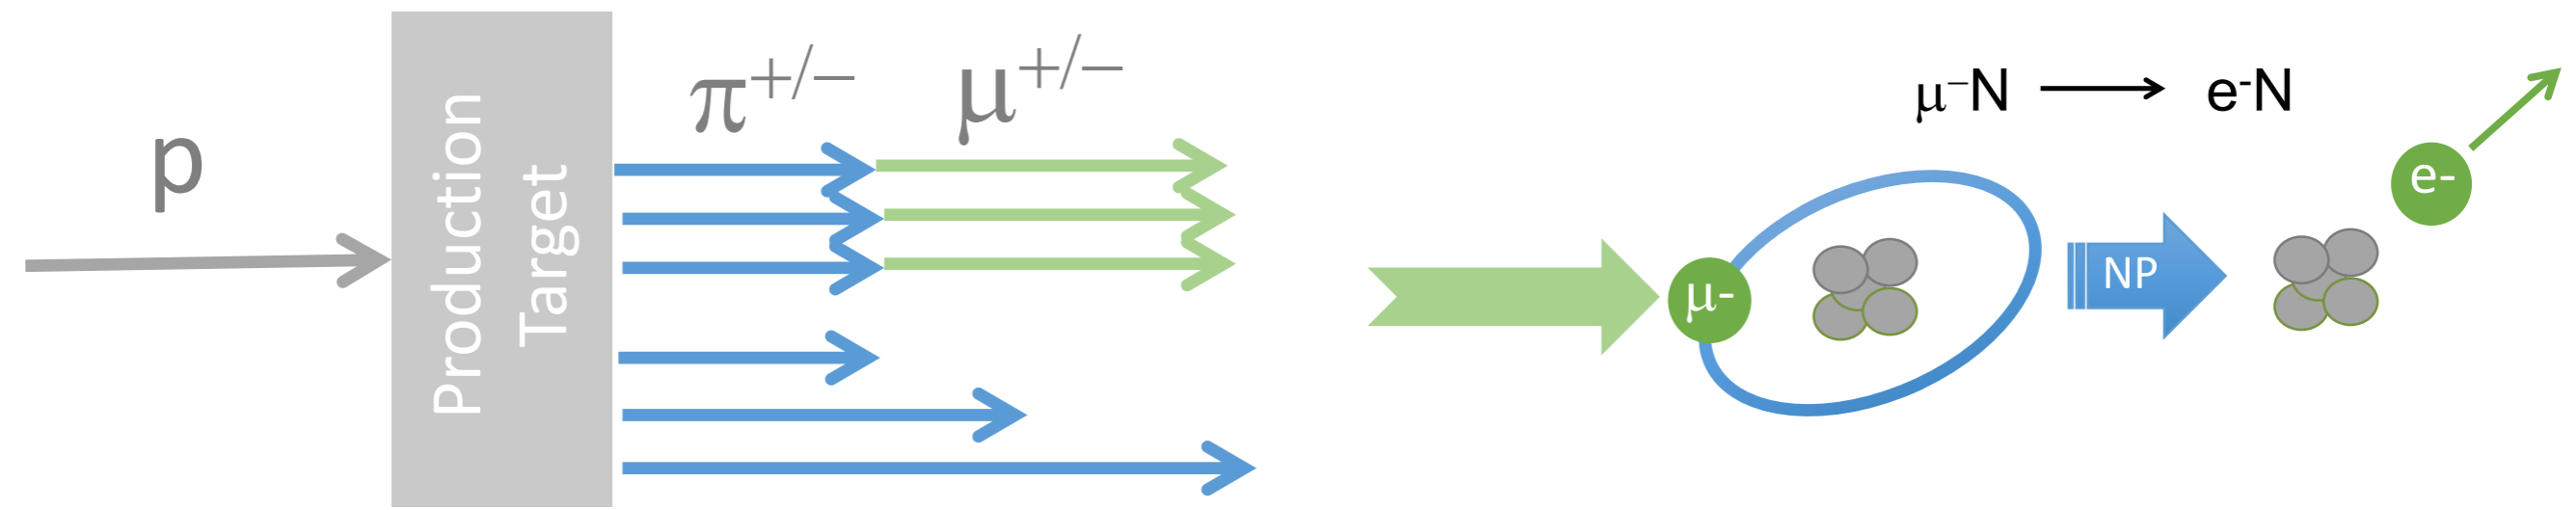 p
Production
Target
π⁺/⁻
μ⁺/⁻
μ⁻N → e⁻N
μ-
NP
e-